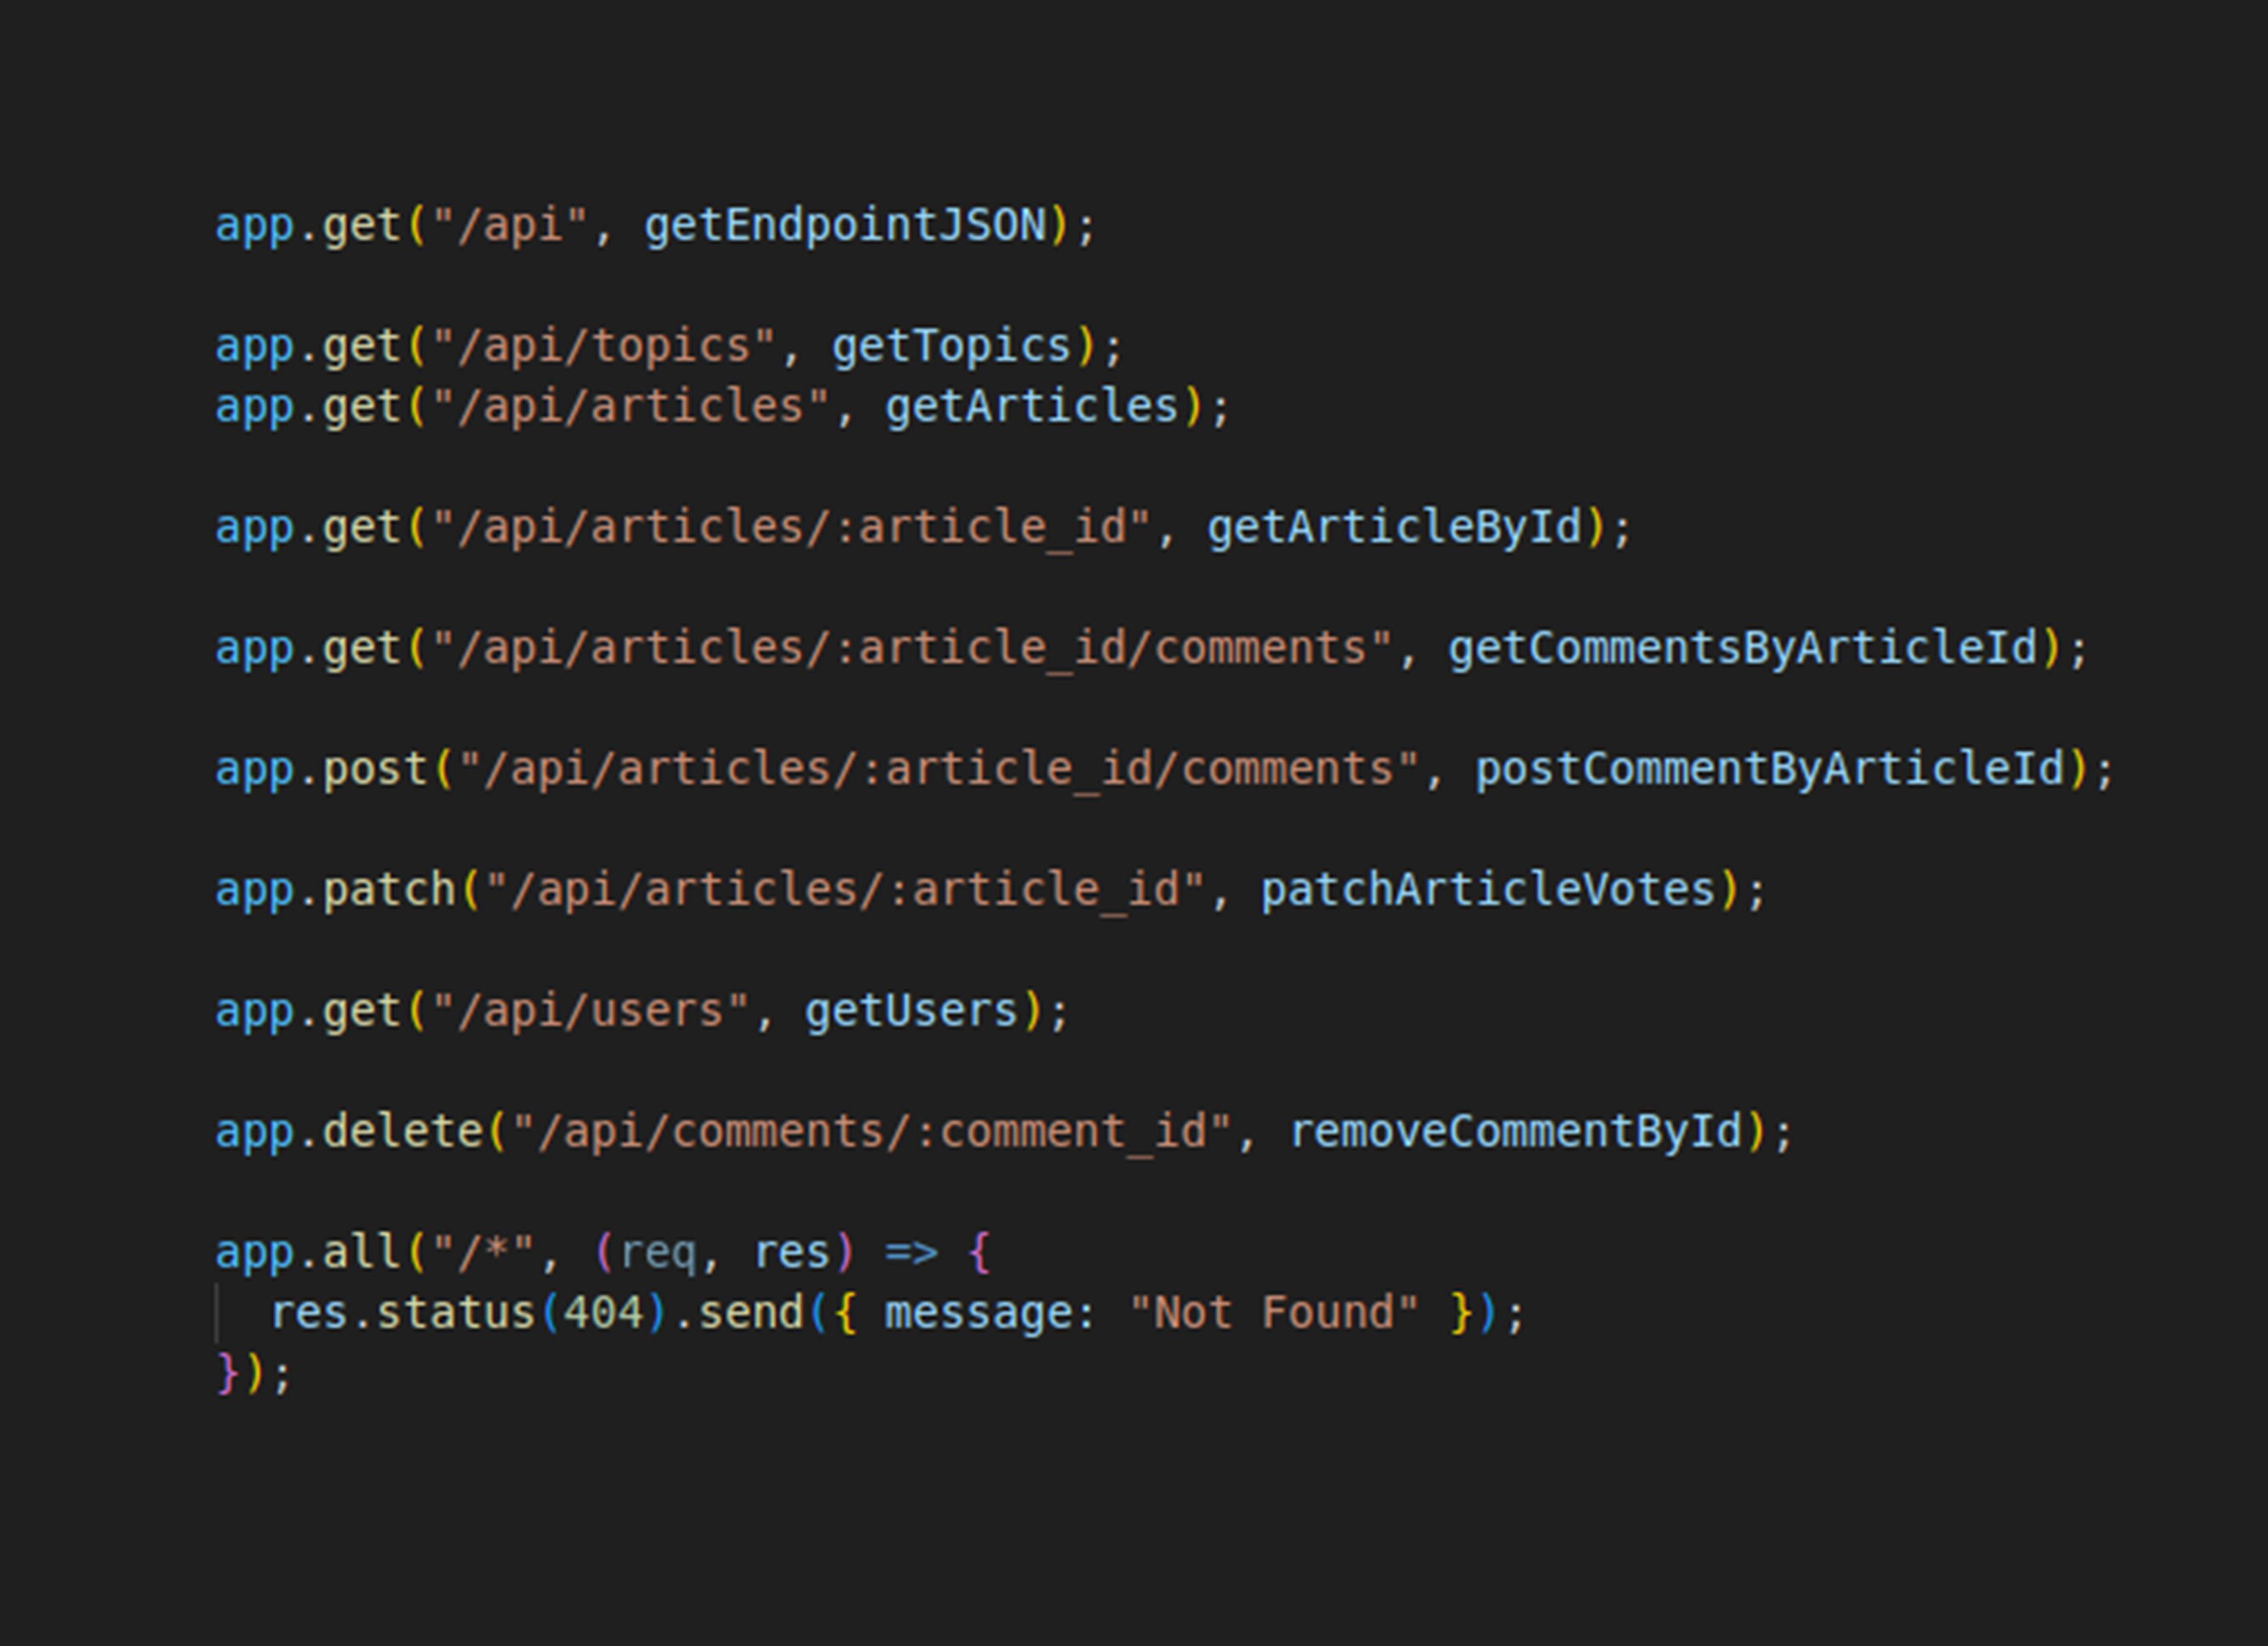 app.get("/api", getEndpointJSON);
app.get("/api/topics", getTopics);
app.get("/api/articles", getArticles);
app.get("/api/articles/:article_id", getArticleById);
app.get("/api/articles/:article_id/comments", getCommentsByArticleId);
app.post("/api/articles/:article_id/comments", postCommentByArticleId);
app.patch("/api/articles/:article_id", patchArticleVotes);
app.get("/api/users", getUsers);
app.delete("/api/comments/:comment_id", removeCommentById);
app.all("/*", (req, res) => {
  res.status(404).send({ message: "Not Found" });
});